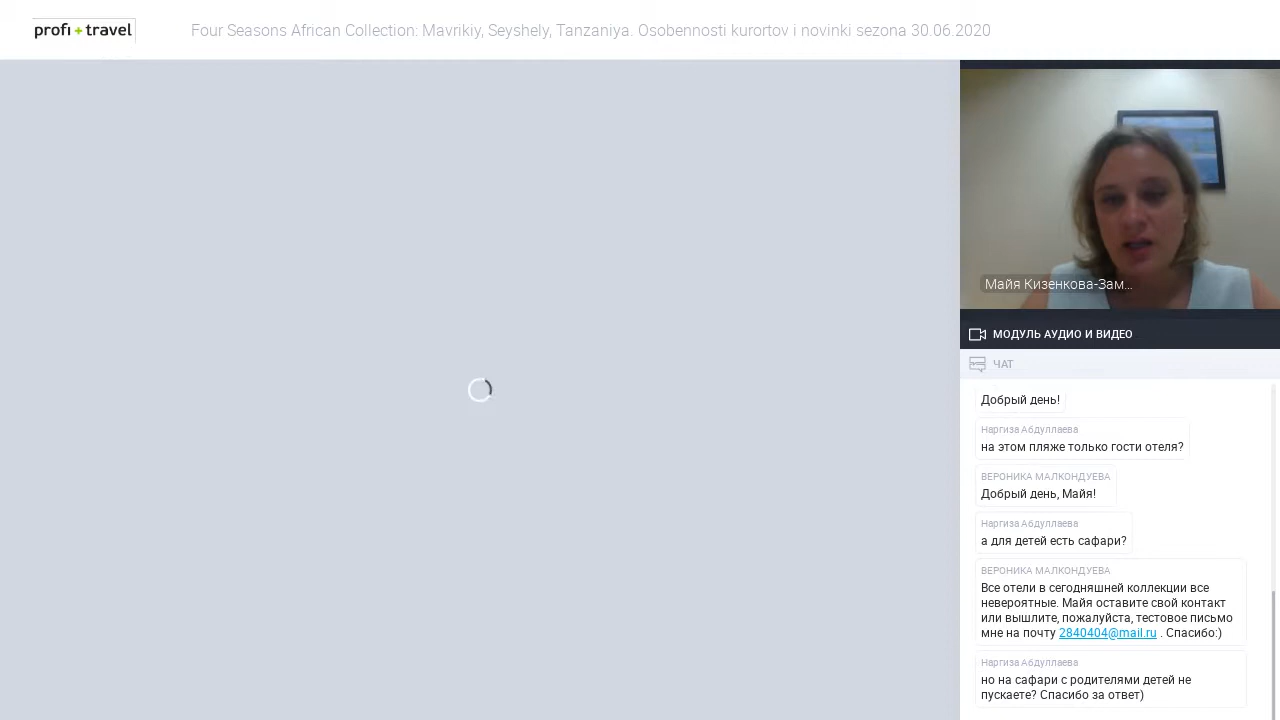 profi + travel
Four Seasons African Collection: Mavrikiy, Seyshely, Tanzaniya. Osobennosti kurortov i novinki sezona 30.06.2020
Майя Кизенкова-Зам...
МОДУЛЬ АУДИО И ВИДЕО
ЧАТ
Добрый день!
Наргиза Абдуллаева
на этом пляже только гости отеля?
ВЕРОНИКА МАЛКОНДУЕВА
Добрый день, Майя!
Наргиза Абдуллаева
а для детей есть сафари?
ВЕРОНИКА МАЛКОНДУЕВА
Все отели в сегодняшней коллекции все
невероятные. Майя оставите свой контакт
или вышлите, пожалуйста, тестовое письмо
мне на почту 2840404@mail.ru . Спасибо:)
Наргиза Абдуллаева
но на сафари с родителями детей не
пускаете? Спасибо за ответ)